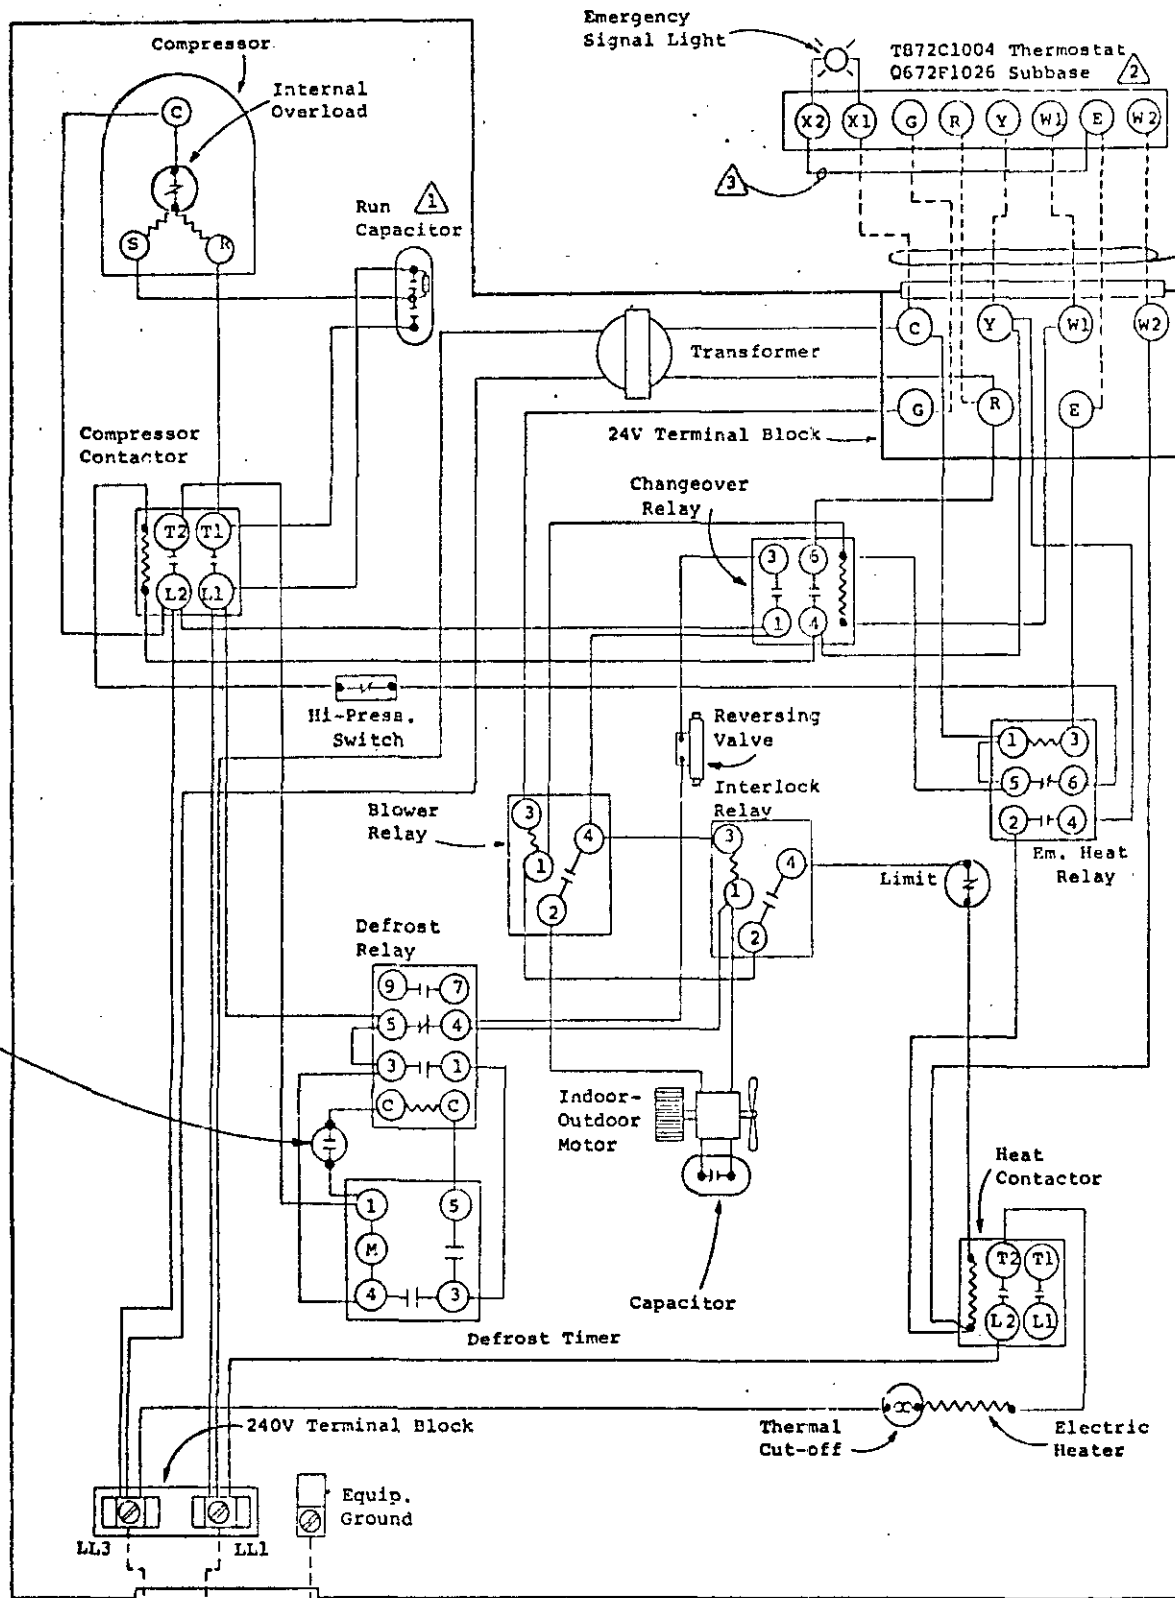 Emergency
Signal Light
T872C1004 Thermostat
Q672F1026 Subbase
2
X2 X1 G R Y W1 E W2
3
Compressor
Internal
Overload
C
S R
Run
Capacitor
1
Transformer
C Y W1 W2
G R E
24V Terminal Block
Compressor
Contactor
T2 T1
L2 L1
Changeover
Relay
3 6
1 4
Hi-Press.
Switch
Reversing
Valve
1 3
5 6
2 4
Em. Heat
Relay
Blower
Relay
3 4
1
2
Interlock
Relay
3 4
1
2
Limit
Defrost
Relay
9 7
5 4
3 1
C C
Indoor-
Outdoor
Motor
1 5
M
4 3
Defrost Timer
Capacitor
Heat
Contactor
T2 T1
L2 L1
Thermal
Cut-off
Electric
Heater
240V Terminal Block
Equip.
Ground
LL3 LL1